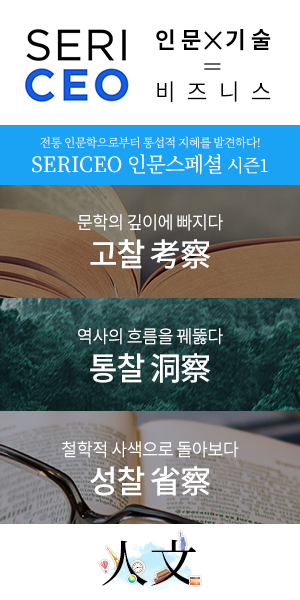 SERI
CEO
인문×기술
=
비즈니스
전통 인문학으로부터 통섭적 지혜를 발견하다!
SERICEO 인문스페셜 시즌1
문학의 깊이에 빠지다
고찰 考察
역사의 흐름을 꿰뚫다
통찰 洞察
철학적 사색으로 돌아보다
성찰 省察
人文